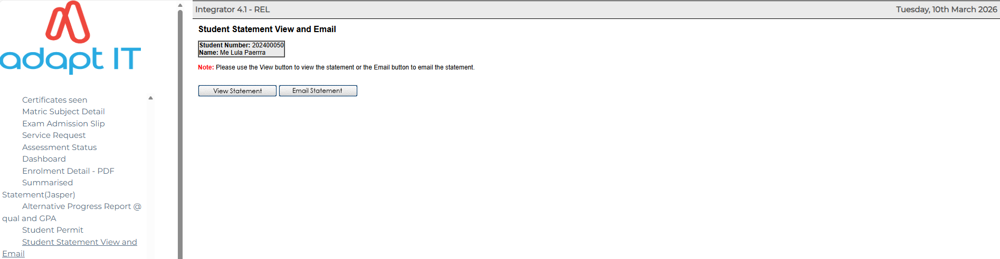 adapt IT
Certificates seen
Matric Subject Detail
Exam Admission Slip
Service Request
Assessment Status
Dashboard
Enrolment Detail - PDF
Summarised
Statement(Jasper)
Alternative Progress Report @
qual and GPA
Student Permit
Student Statement View and
Email
Integrator 4.1 - REL
Tuesday, 10th March 2026
Student Statement View and Email
Student Number: 202400050
Name: Me Lula Paerrra
Note: Please use the View button to view the statement or the Email button to email the statement.
View Statement
Email Statement